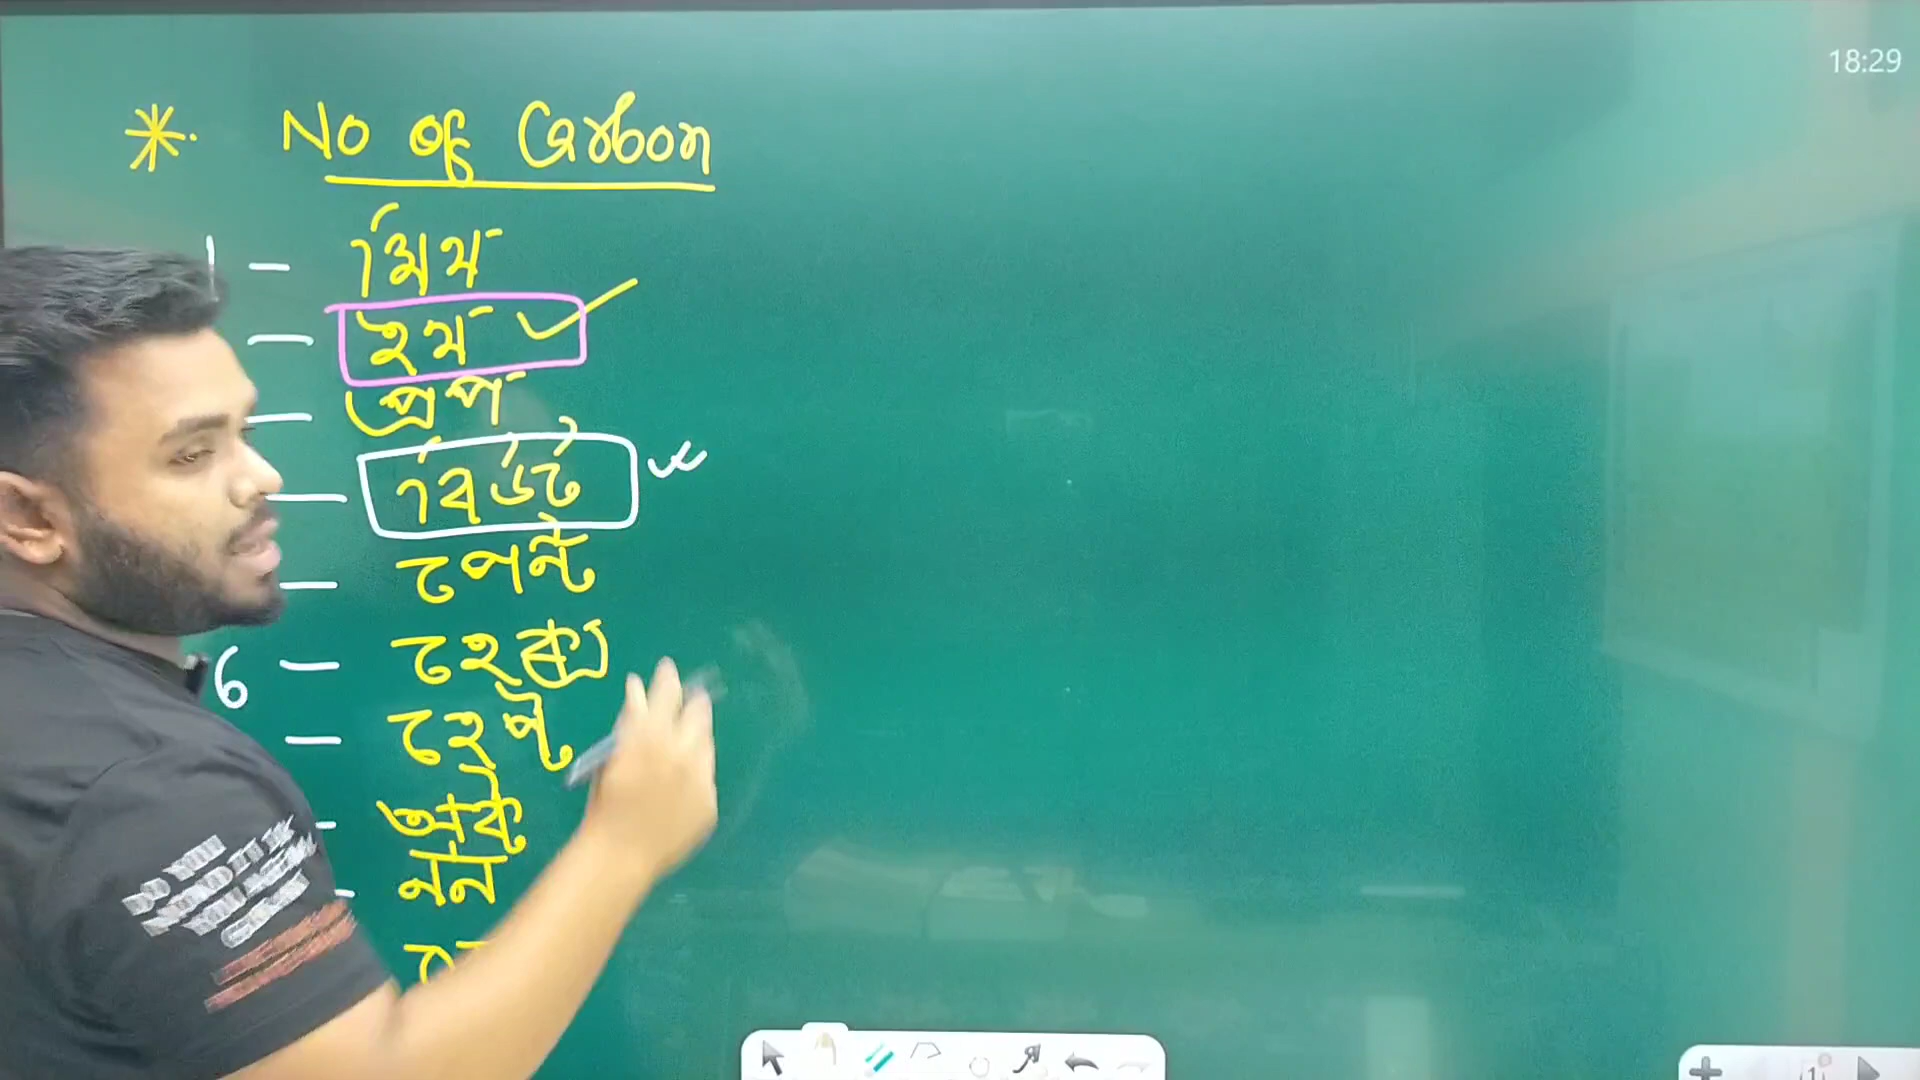 18:29
* No of Carbon
1 — মিথ
— ইথ
— প্রপ
— বিউট
— পেন্ট
6 — হেক্স
— হেপ্ট
- অক্ট
- নন